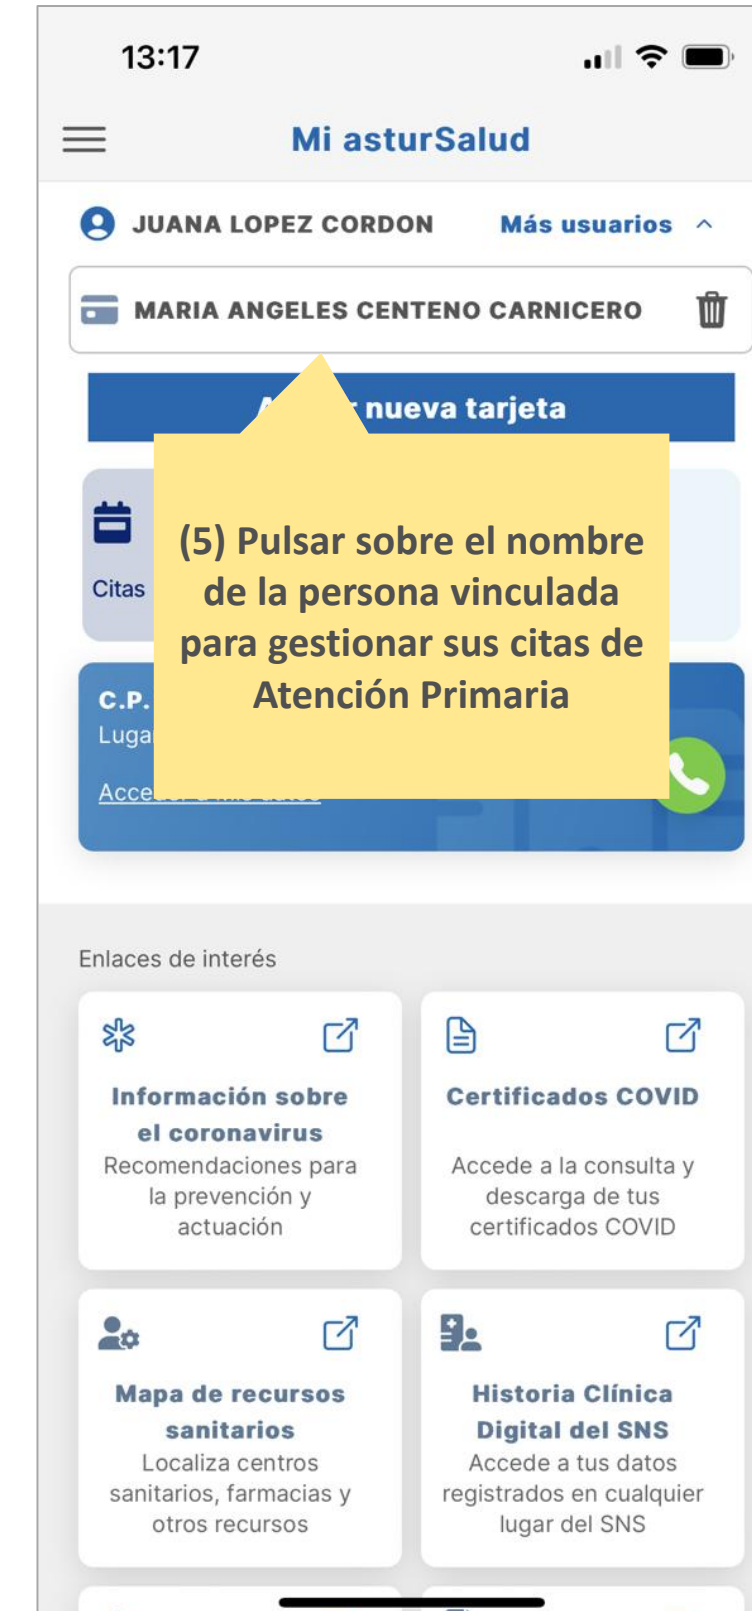 13:17
Mi asturSalud
JUANA LOPEZ CORDON Más usuarios
MARIA ANGELES CENTENO CARNICERO
nueva tarjeta
(5) Pulsar sobre el nombre
de la persona vinculada
para gestionar sus citas de
Atención Primaria
Citas
C.P.
Enlaces de interés
Información sobre
el coronavirus
Recomendaciones para
la prevención y
actuación
Certificados COVID
Accede a la consulta y
descarga de tus
certificados COVID
Mapa de recursos
sanitarios
Localiza centros
sanitarios, farmacias y
otros recursos
Historia Clínica
Digital del SNS
Accede a tus datos
registrados en cualquier
lugar del SNS